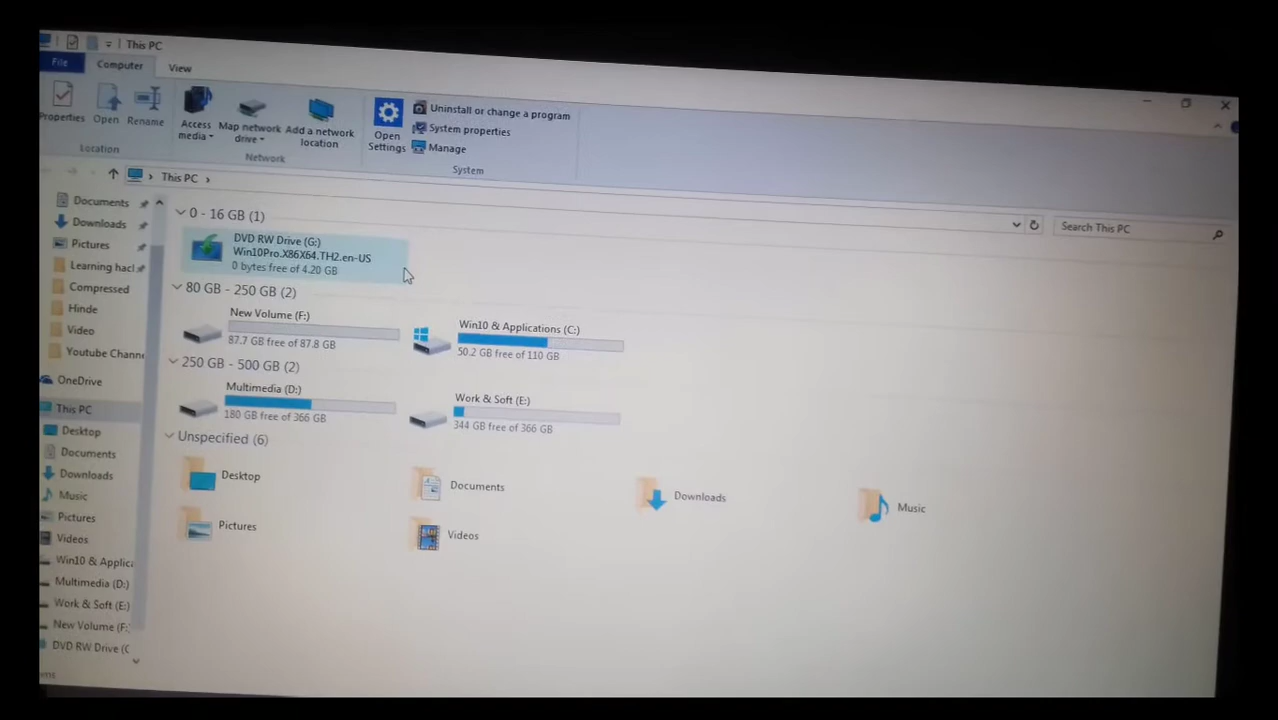 This PC
File
Computer
View
Properties
Open
Rename
Access media
Map network drive
Add a network location
Open Settings
Uninstall or change a program
System properties
Manage
Location
Network
System
This PC
Search This PC
Documents
Downloads
Pictures
Learning hacl
Compressed
Hinde
Video
Youtube Chann
OneDrive
This PC
Desktop
Documents
Downloads
Music
Pictures
Videos
Win10 & Applica
Multimedia (D:)
Work & Soft (E:)
New Volume (F:
DVD RW Drive (
0 - 16 GB (1)
DVD RW Drive (G:)
Win10Pro.X86X64.TH2.en-US
0 bytes free of 4.20 GB
80 GB - 250 GB (2)
New Volume (F:)
87.7 GB free of 87.8 GB
Win10 & Applications (C:)
50.2 GB free of 110 GB
250 GB - 500 GB (2)
Multimedia (D:)
180 GB free of 366 GB
Work & Soft (E:)
344 GB free of 366 GB
Unspecified (6)
Desktop
Documents
Downloads
Music
Pictures
Videos